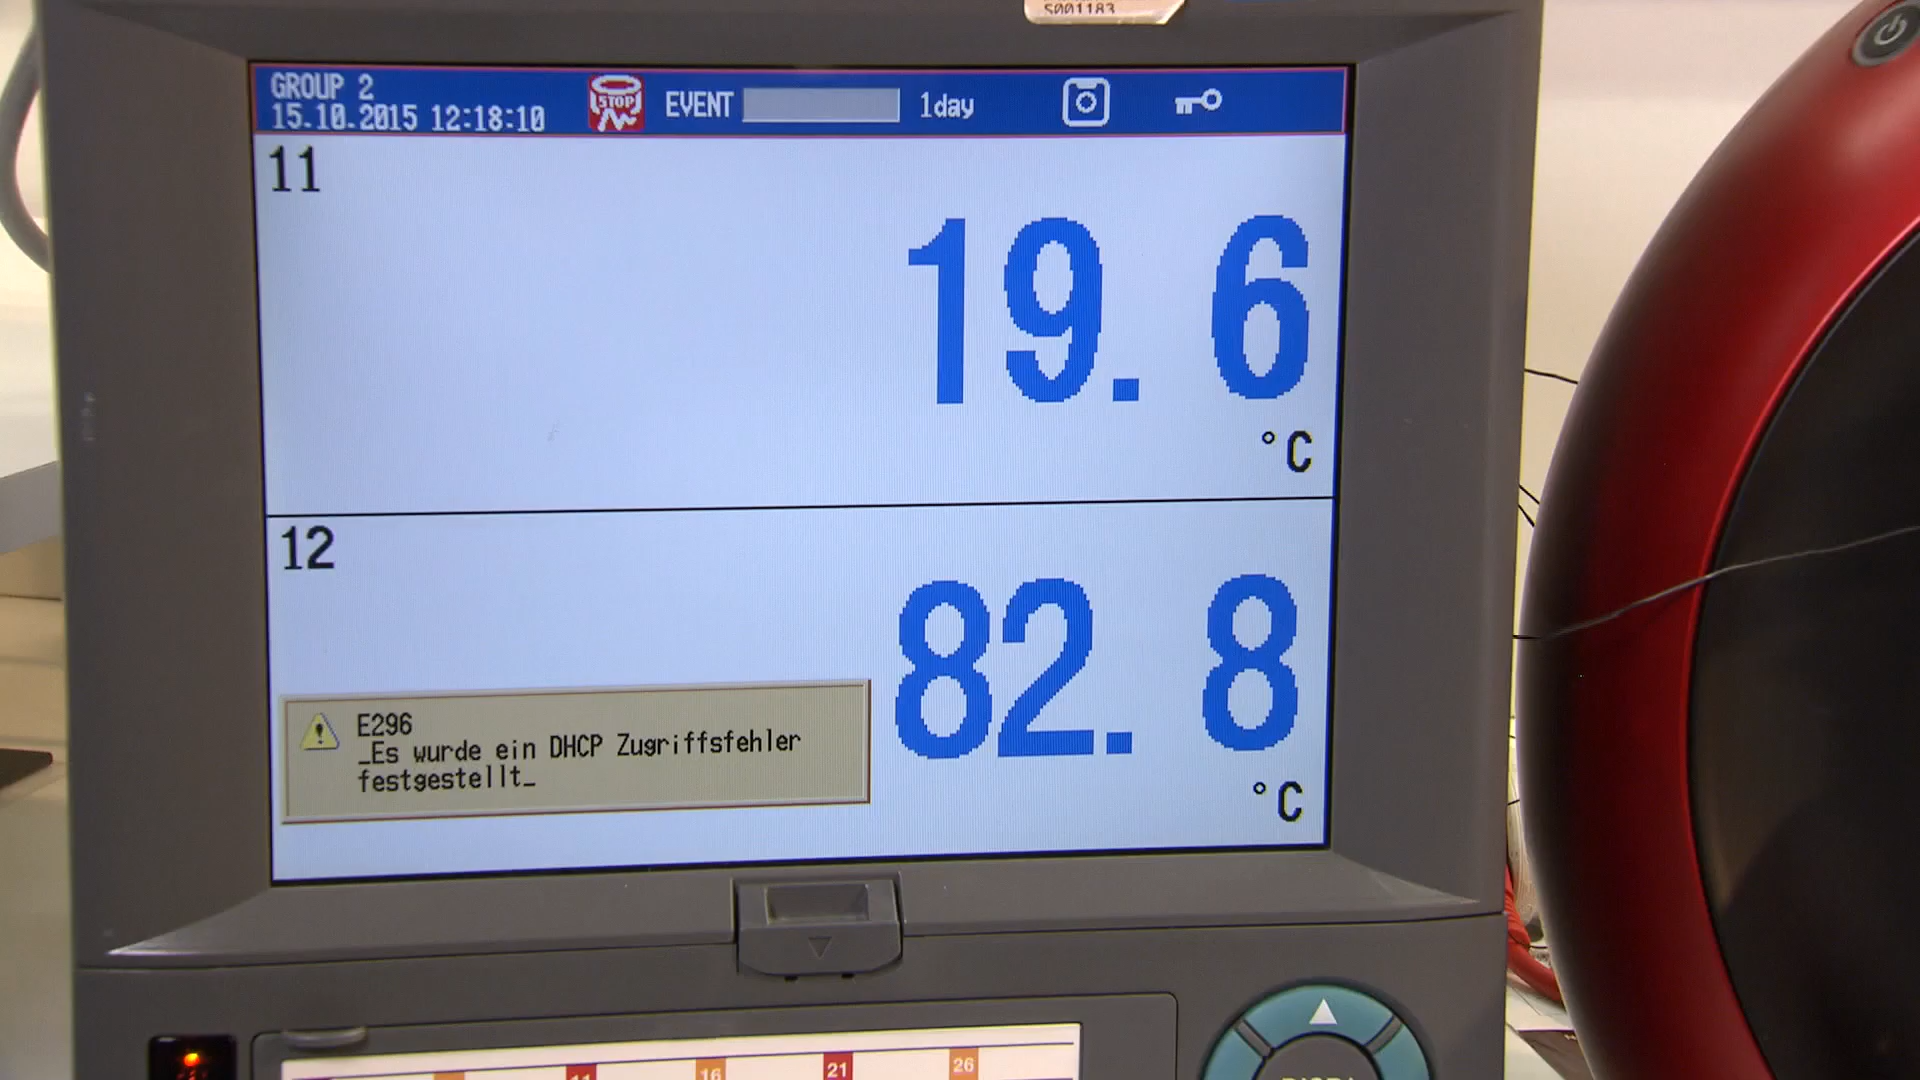 S001183
GROUP 2
15.10.2015 12:18:10
STOP
EVENT
1day
11
19.6
°C
12
82.8
°C
E296
_Es wurde ein DHCP Zugriffsfehler
festgestellt_
11
16
21
26